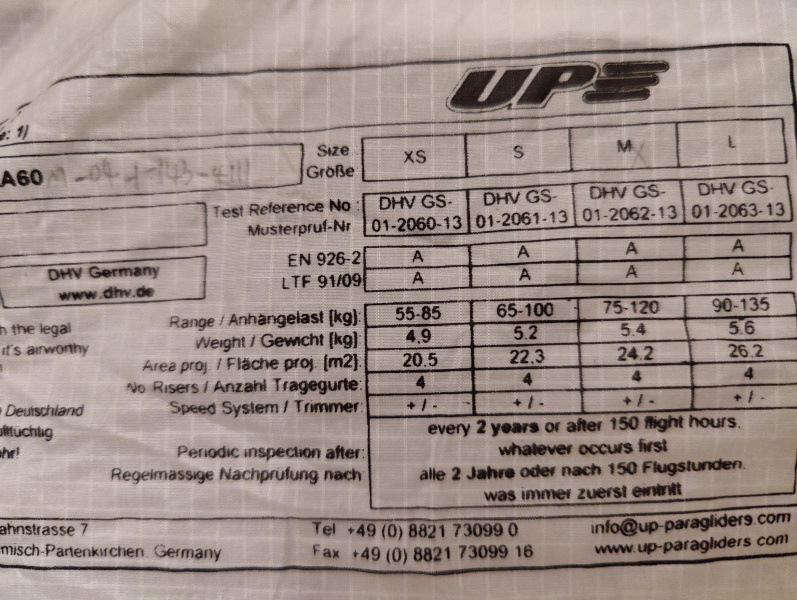 UP
e: 1)
A60
Size XS S M L
Größe
Test Reference No : DHV GS- DHV GS- DHV GS- DHV GS-
Musterpruf-Nr 01-2060-13 01-2061-13 01-2062-13 01-2063-13
EN 926-2 A A A A
LTF 91/09 A A A A
DHV Germany
www.dhv.de
Range / Anhängelast [kg]: 55-85 65-100 75-120 90-135
Weight / Gewicht [kg]: 4.9 5.2 5.4 5.6
Area proj. / Fläche proj. [m2]: 20.5 22.3 24.2 26.2
No Risers / Anzahl Tragegurte: 4 4 4 4
Speed System / Trimmer: + / - + / - + / - + / -
h the legal
it's airworthy
Deutschland
ufttüchtig
hr!
Periodic inspection after:
Regelmassige Nachprüfung nach
every 2 years or after 150 flight hours,
whatever occurs first
alle 2 Jahre oder nach 150 Flugstunden.
was immer zuerst eintritt
ahnstrasse 7 Tel +49 (0) 8821 73099 0 info@up-paragliders.com
misch-Partenkirchen Germany Fax +49 (0) 8821 73099 16 www.up-paragliders.com